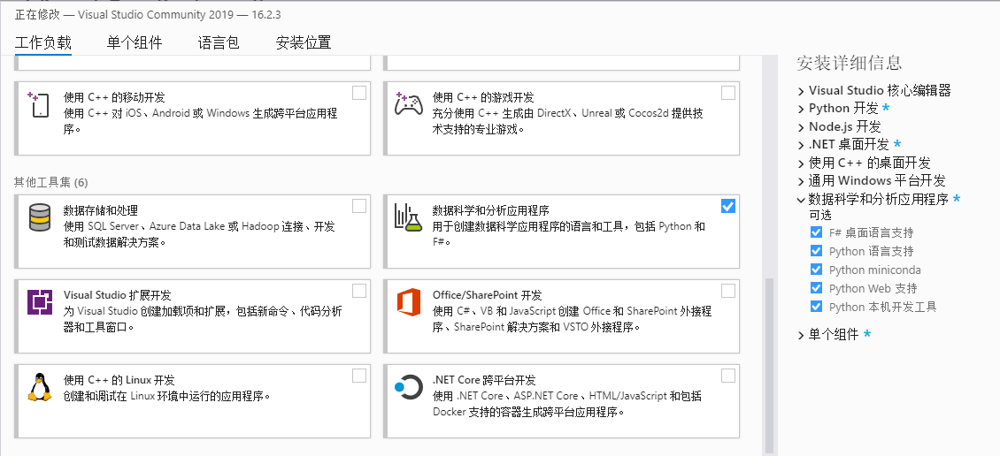 正在修改 — Visual Studio Community 2019 — 16.2.3
工作负载 单个组件 语言包 安装位置
使用 C++ 的移动开发
使用 C++ 对 iOS、Android 或 Windows 生成跨平台应用程
序。
使用 C++ 的游戏开发
充分使用 C++ 生成由 DirectX、Unreal 或 Cocos2d 提供技
术支持的专业游戏。
其他工具集 (6)
数据存储和处理
使用 SQL Server、Azure Data Lake 或 Hadoop 连接、开发
和测试数据解决方案。
数据科学和分析应用程序
用于创建数据科学应用程序的语言和工具，包括 Python 和
F#。
Visual Studio 扩展开发
为 Visual Studio 创建加载项和扩展，包括新命令、代码分析
器和工具窗口。
Office/SharePoint 开发
使用 C#、VB 和 JavaScript 创建 Office 和 SharePoint 外接程
序、SharePoint 解决方案和 VSTO 外接程序。
使用 C++ 的 Linux 开发
创建和调试在 Linux 环境中运行的应用程序。
.NET Core 跨平台开发
使用 .NET Core、ASP.NET Core、HTML/JavaScript 和包括
Docker 支持的容器生成跨平台应用程序。
安装详细信息
Visual Studio 核心编辑器
Python 开发 *
Node.js 开发
.NET 桌面开发 *
使用 C++ 的桌面开发
通用 Windows 平台开发
数据科学和分析应用程序 *
可选
F# 桌面语言支持
Python 语言支持
Python miniconda
Python Web 支持
Python 本机开发工具
单个组件 *